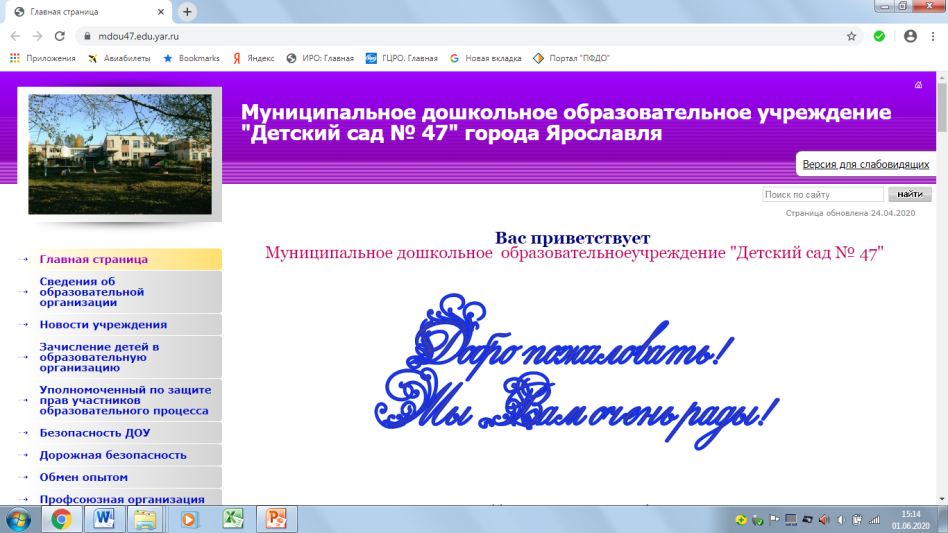 Главная страница
mdou47.edu.yar.ru
Приложения
Авиабилеты
Bookmarks
Яндекс
ИРО: Главная
ГЦРО. Главная
Новая вкладка
Портал "ПФДО"
Муниципальное дошкольное образовательное учреждение
"Детский сад № 47" города Ярославля
Версия для слабовидящих
Поиск по сайту
найти
Страница обновлена 24.04.2020
Главная страница
Сведения об
образовательной
организации
Новости учреждения
Зачисление детей в
образовательную
организацию
Уполномоченный по защите
прав участников
образовательного процесса
Безопасность ДОУ
Дорожная безопасность
Обмен опытом
Профсоюзная организация
Вас приветствует
Муниципальное дошкольное образовательноеучреждение "Детский сад № 47"
Добро пожаловать!
Мы Вам очень рады!
15:14
01.06.2020